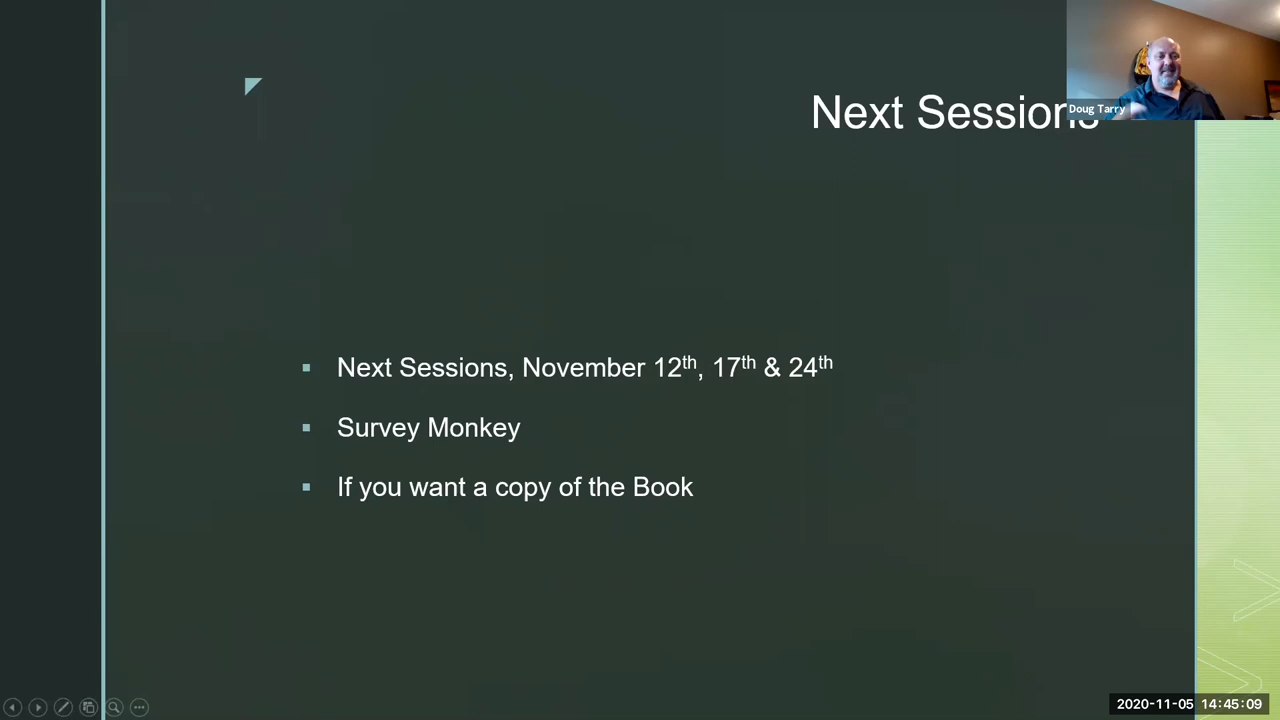 Next Sessions
Doug Tarry
Next Sessions, November 12th, 17th & 24th
Survey Monkey
If you want a copy of the Book
2020-11-05 14:45:09